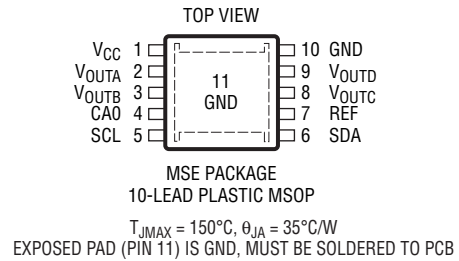 TOP VIEW
VCC 1
VOUTA 2
VOUTB 3
CA0 4
SCL 5
11
GND
10 GND
9 VOUTD
8 VOUTC
7 REF
6 SDA
MSE PACKAGE
10-LEAD PLASTIC MSOP
TJMAX = 150°C, θJA = 35°C/W
EXPOSED PAD (PIN 11) IS GND, MUST BE SOLDERED TO PCB